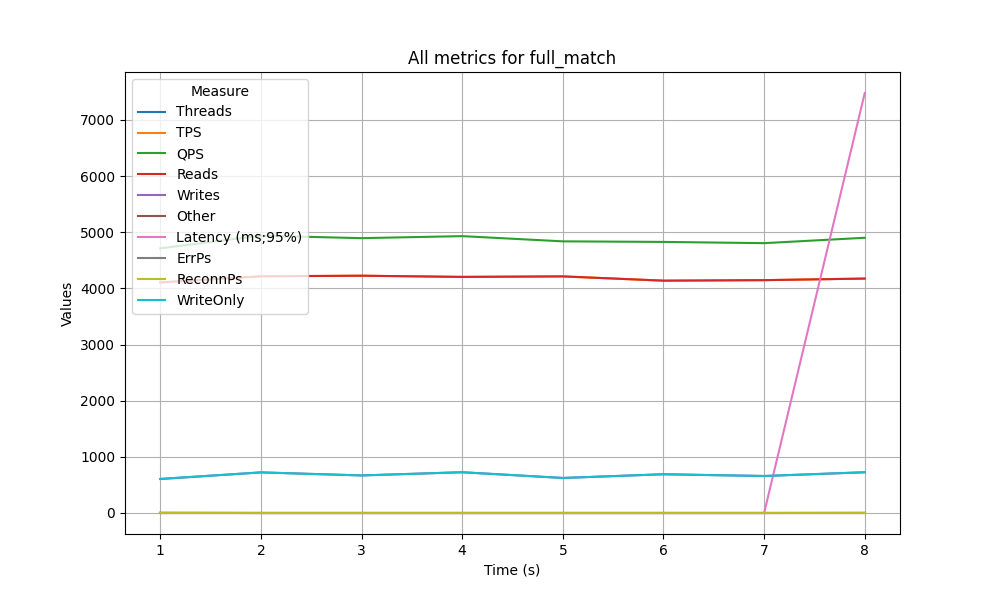 All metrics for full_match
Measure
Threads
TPS
QPS
Reads
Writes
Other
Latency (ms;95%)
ErrPs
ReconnPs
WriteOnly
Values
7000
6000
5000
4000
3000
2000
1000
0
1 2 3 4 5 6 7 8
Time (s)